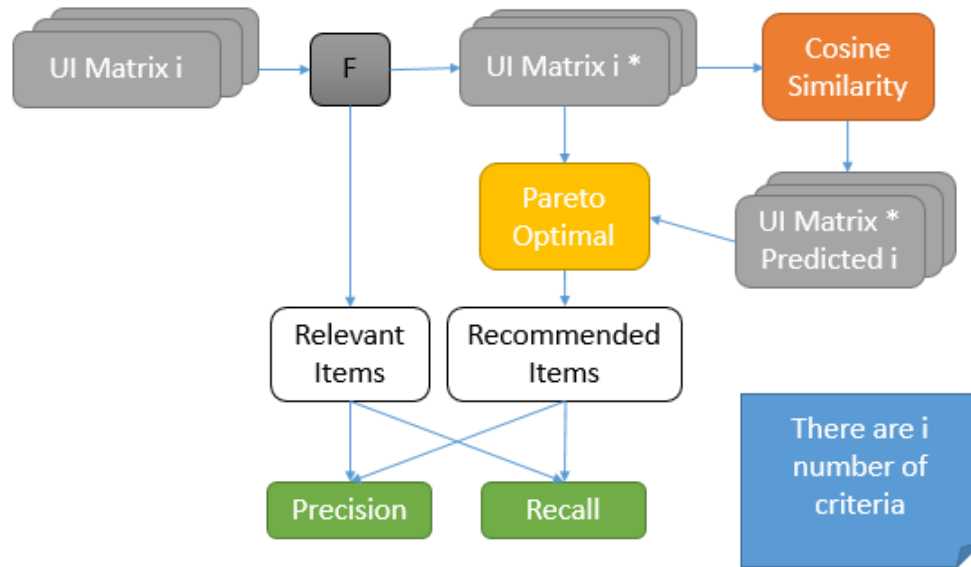 UI Matrix i
F
UI Matrix i *
Cosine
Similarity
Pareto
Optimal
UI Matrix *
Predicted i
Relevant
Items
Recommended
Items
There are i
number of
criteria
Precision
Recall